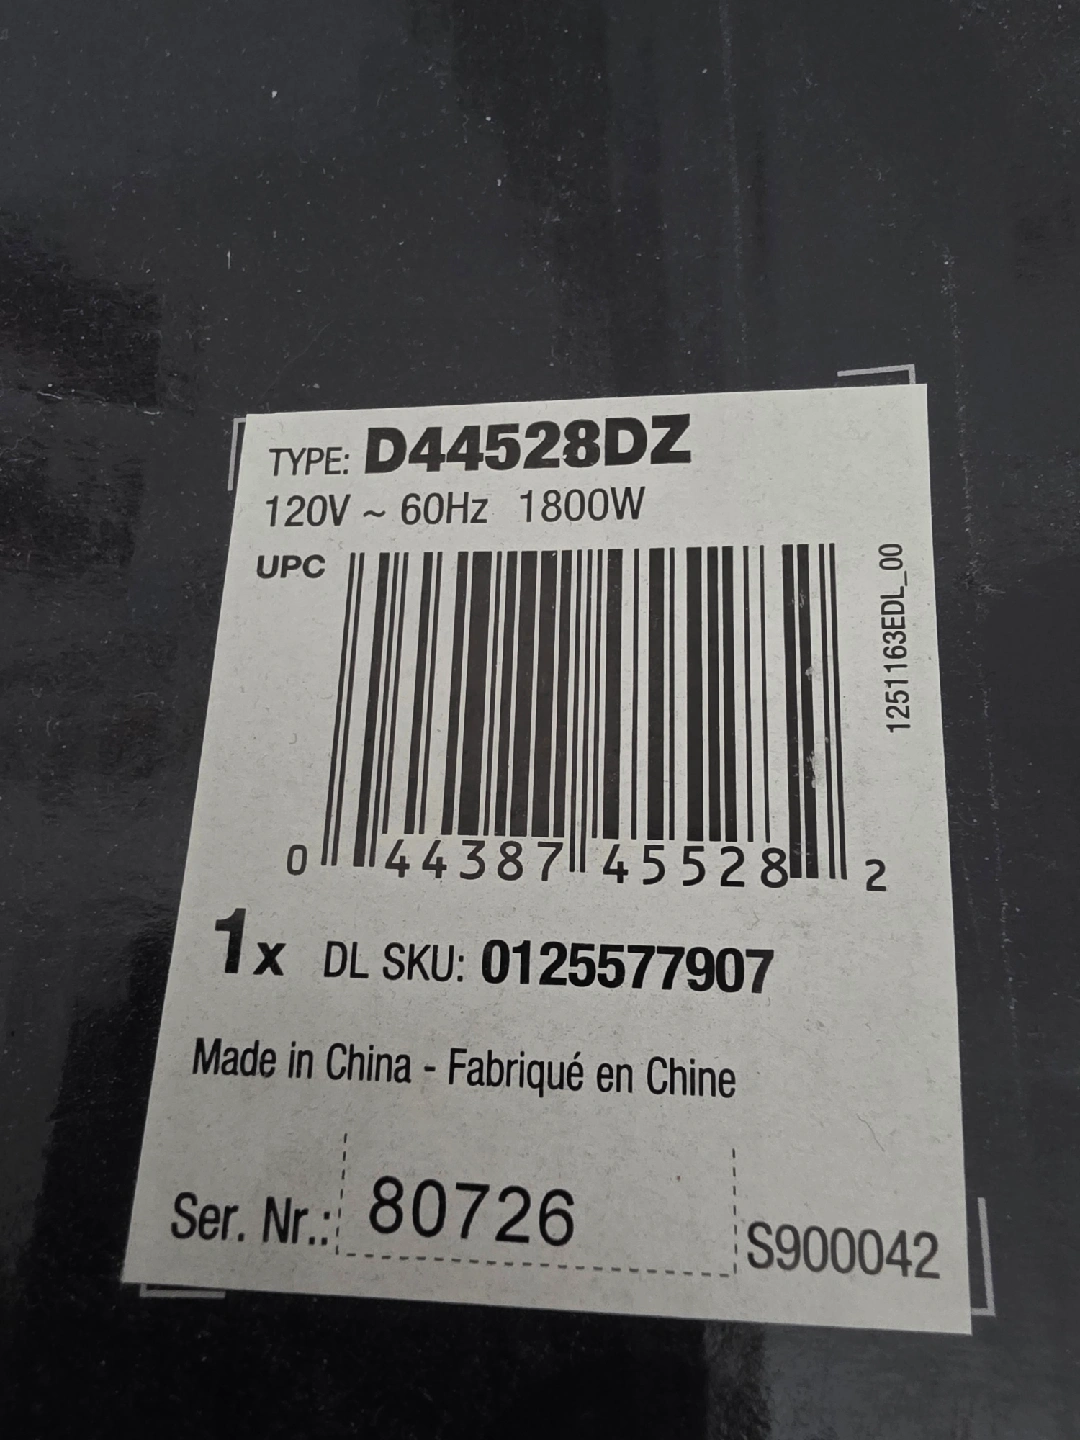 TYPE: D44528DZ
120V ~ 60Hz 1800W
UPC
1251163EDL_00
0 44387 45528 2
1x DL SKU: 0125577907
Made in China - Fabriqué en Chine
Ser. Nr.: 80726 S900042